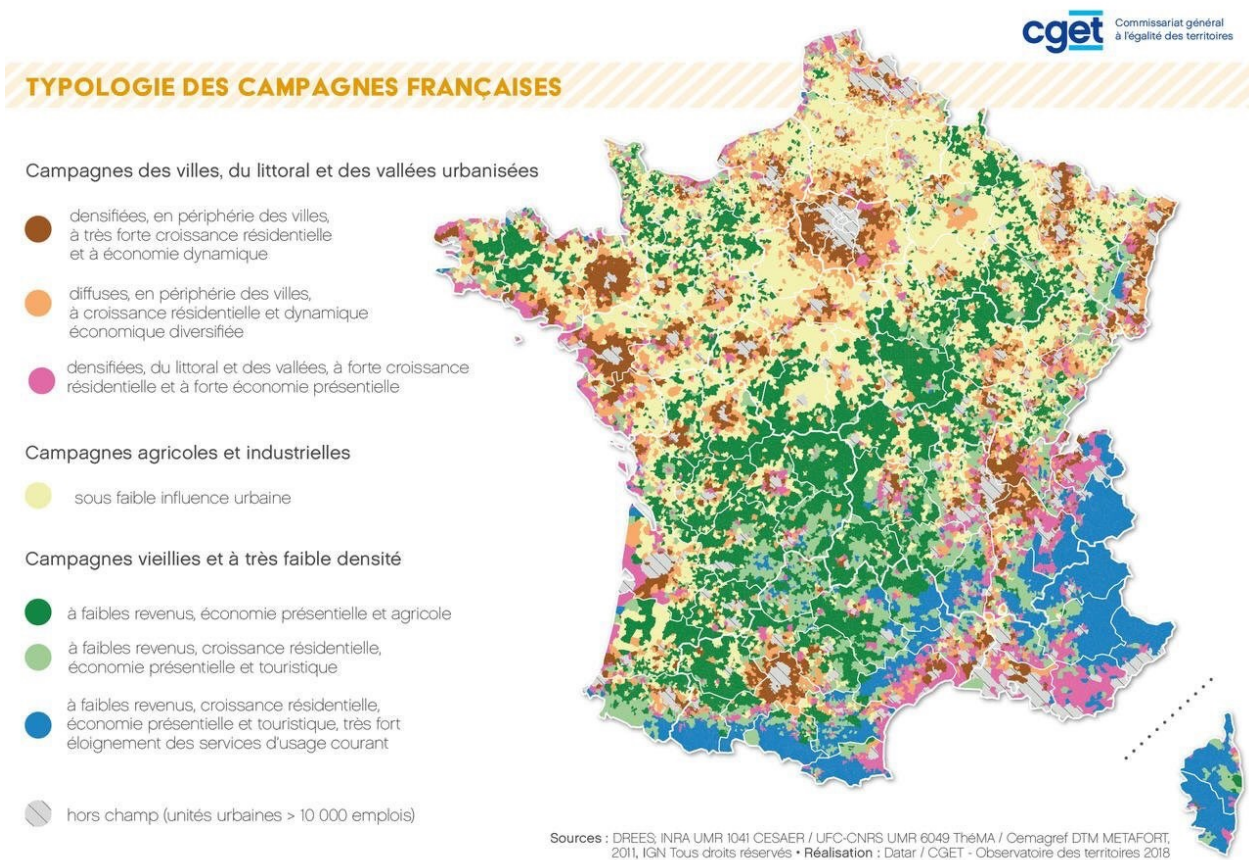 cget Commissariat général
à l'égalité des territoires
TYPOLOGIE DES CAMPAGNES FRANÇAISES
Campagnes des villes, du littoral et des vallées urbanisées
densifiées, en périphérie des villes,
à très forte croissance résidentielle
et à économie dynamique
diffuses, en périphérie des villes,
à croissance résidentielle et dynamique
économique diversifiée
densifiées, du littoral et des vallées, à forte croissance
résidentielle et à forte économie présentielle
Campagnes agricoles et industrielles
sous faible influence urbaine
Campagnes vieillies et à très faible densité
à faibles revenus, économie présentielle et agricole
à faibles revenus, croissance résidentielle,
économie présentielle et touristique
à faibles revenus, croissance résidentielle,
économie présentielle et touristique, très fort
éloignement des services d'usage courant
hors champ (unités urbaines > 10 000 emplois)
Sources : DREES; INRA UMR 1041 CESAER / UFC-CNRS UMR 6049 ThéMA / Cemagref DTM METAFORT,
2011, IGN Tous droits réservés • Réalisation : Datar / CGET - Observatoire des territoires 2018